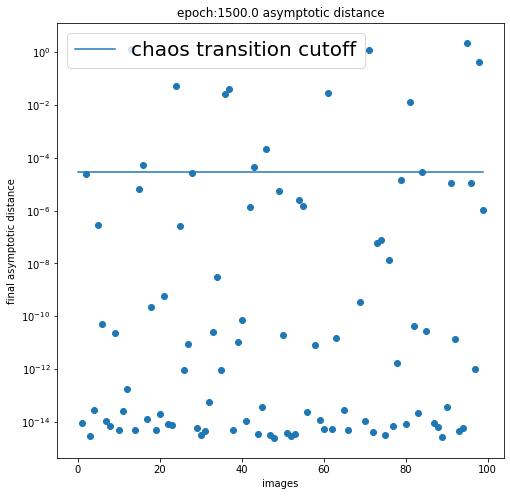 epoch:1500.0 asymptotic distance
chaos transition cutoff
final asymptotic distance
10^0
10^-2
10^-4
10^-6
10^-8
10^-10
10^-12
10^-14
0 20 40 60 80 100
images